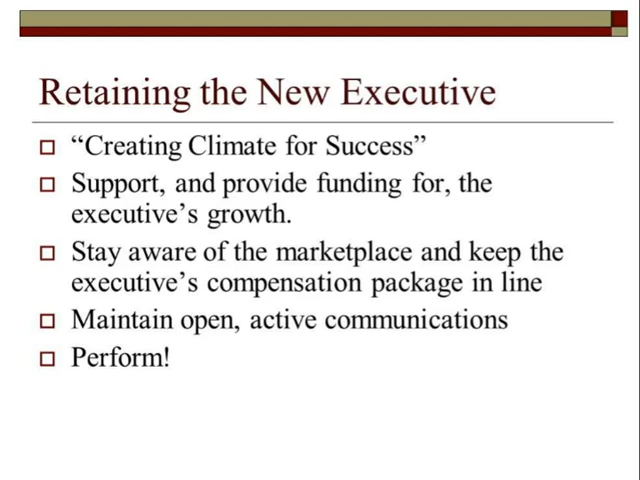 Retaining the New Executive
“Creating Climate for Success”
Support, and provide funding for, the
executive’s growth.
Stay aware of the marketplace and keep the
executive’s compensation package in line
Maintain open, active communications
Perform!